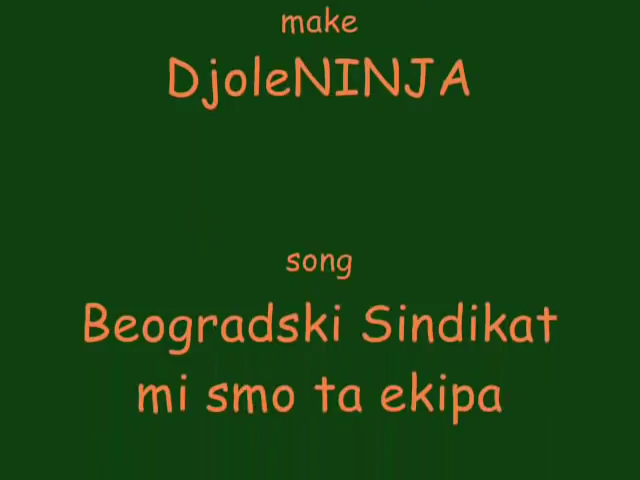 make
DjoleNINJA
song
Beogradski Sindikat
mi smo ta ekipa